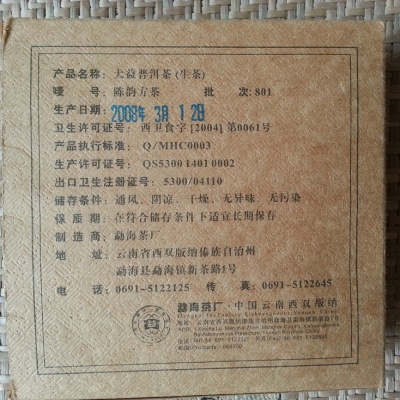 产品名称: 大益普洱茶(生茶)
唛 号: 陈韵方茶 批 次: 801
生产日期: 2008年 3月 12日
卫生许可证号: 西卫食字 [2004] 第0061号
产品执行标准: Q/MHC0003
生产许可证号: QS5300 1401 0002
出口卫生注册证号: 5300/04110
储存条件: 通风、阴凉、干燥、无异味、无污染
保 质 期: 在符合储存条件下适宜长期保存
制 造 商: 勐海茶厂
地 址: 云南省西双版纳傣族自治州
勐海县勐海镇新茶路1号
电 话: 0691-5122125 传 真: 0691-5122645
勐海茶厂·中国云南西双版纳